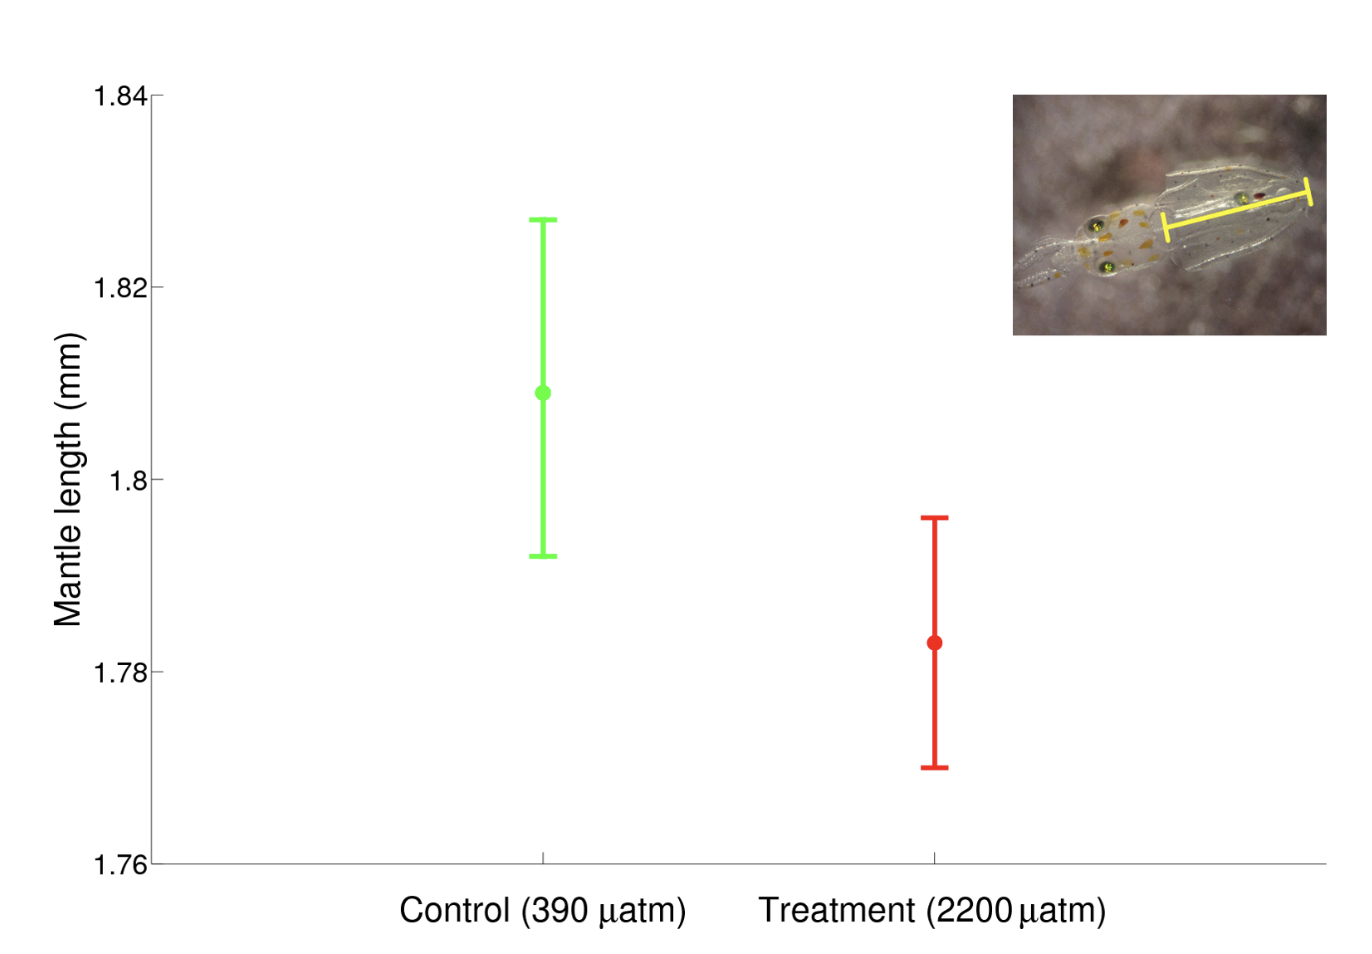 1.84
1.82
1.8
1.78
1.76
Mantle length (mm)
Control (390 μatm)
Treatment (2200 μatm)